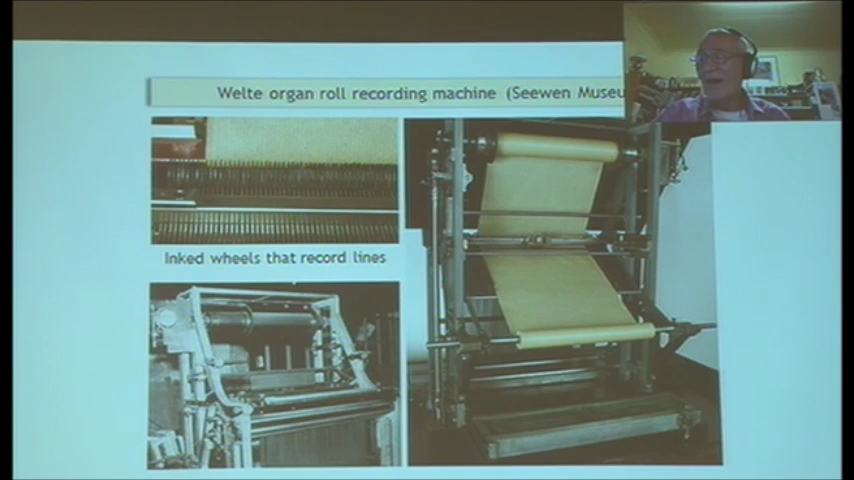 Welte organ roll recording machine (Seewen Museu
Inked wheels that record lines